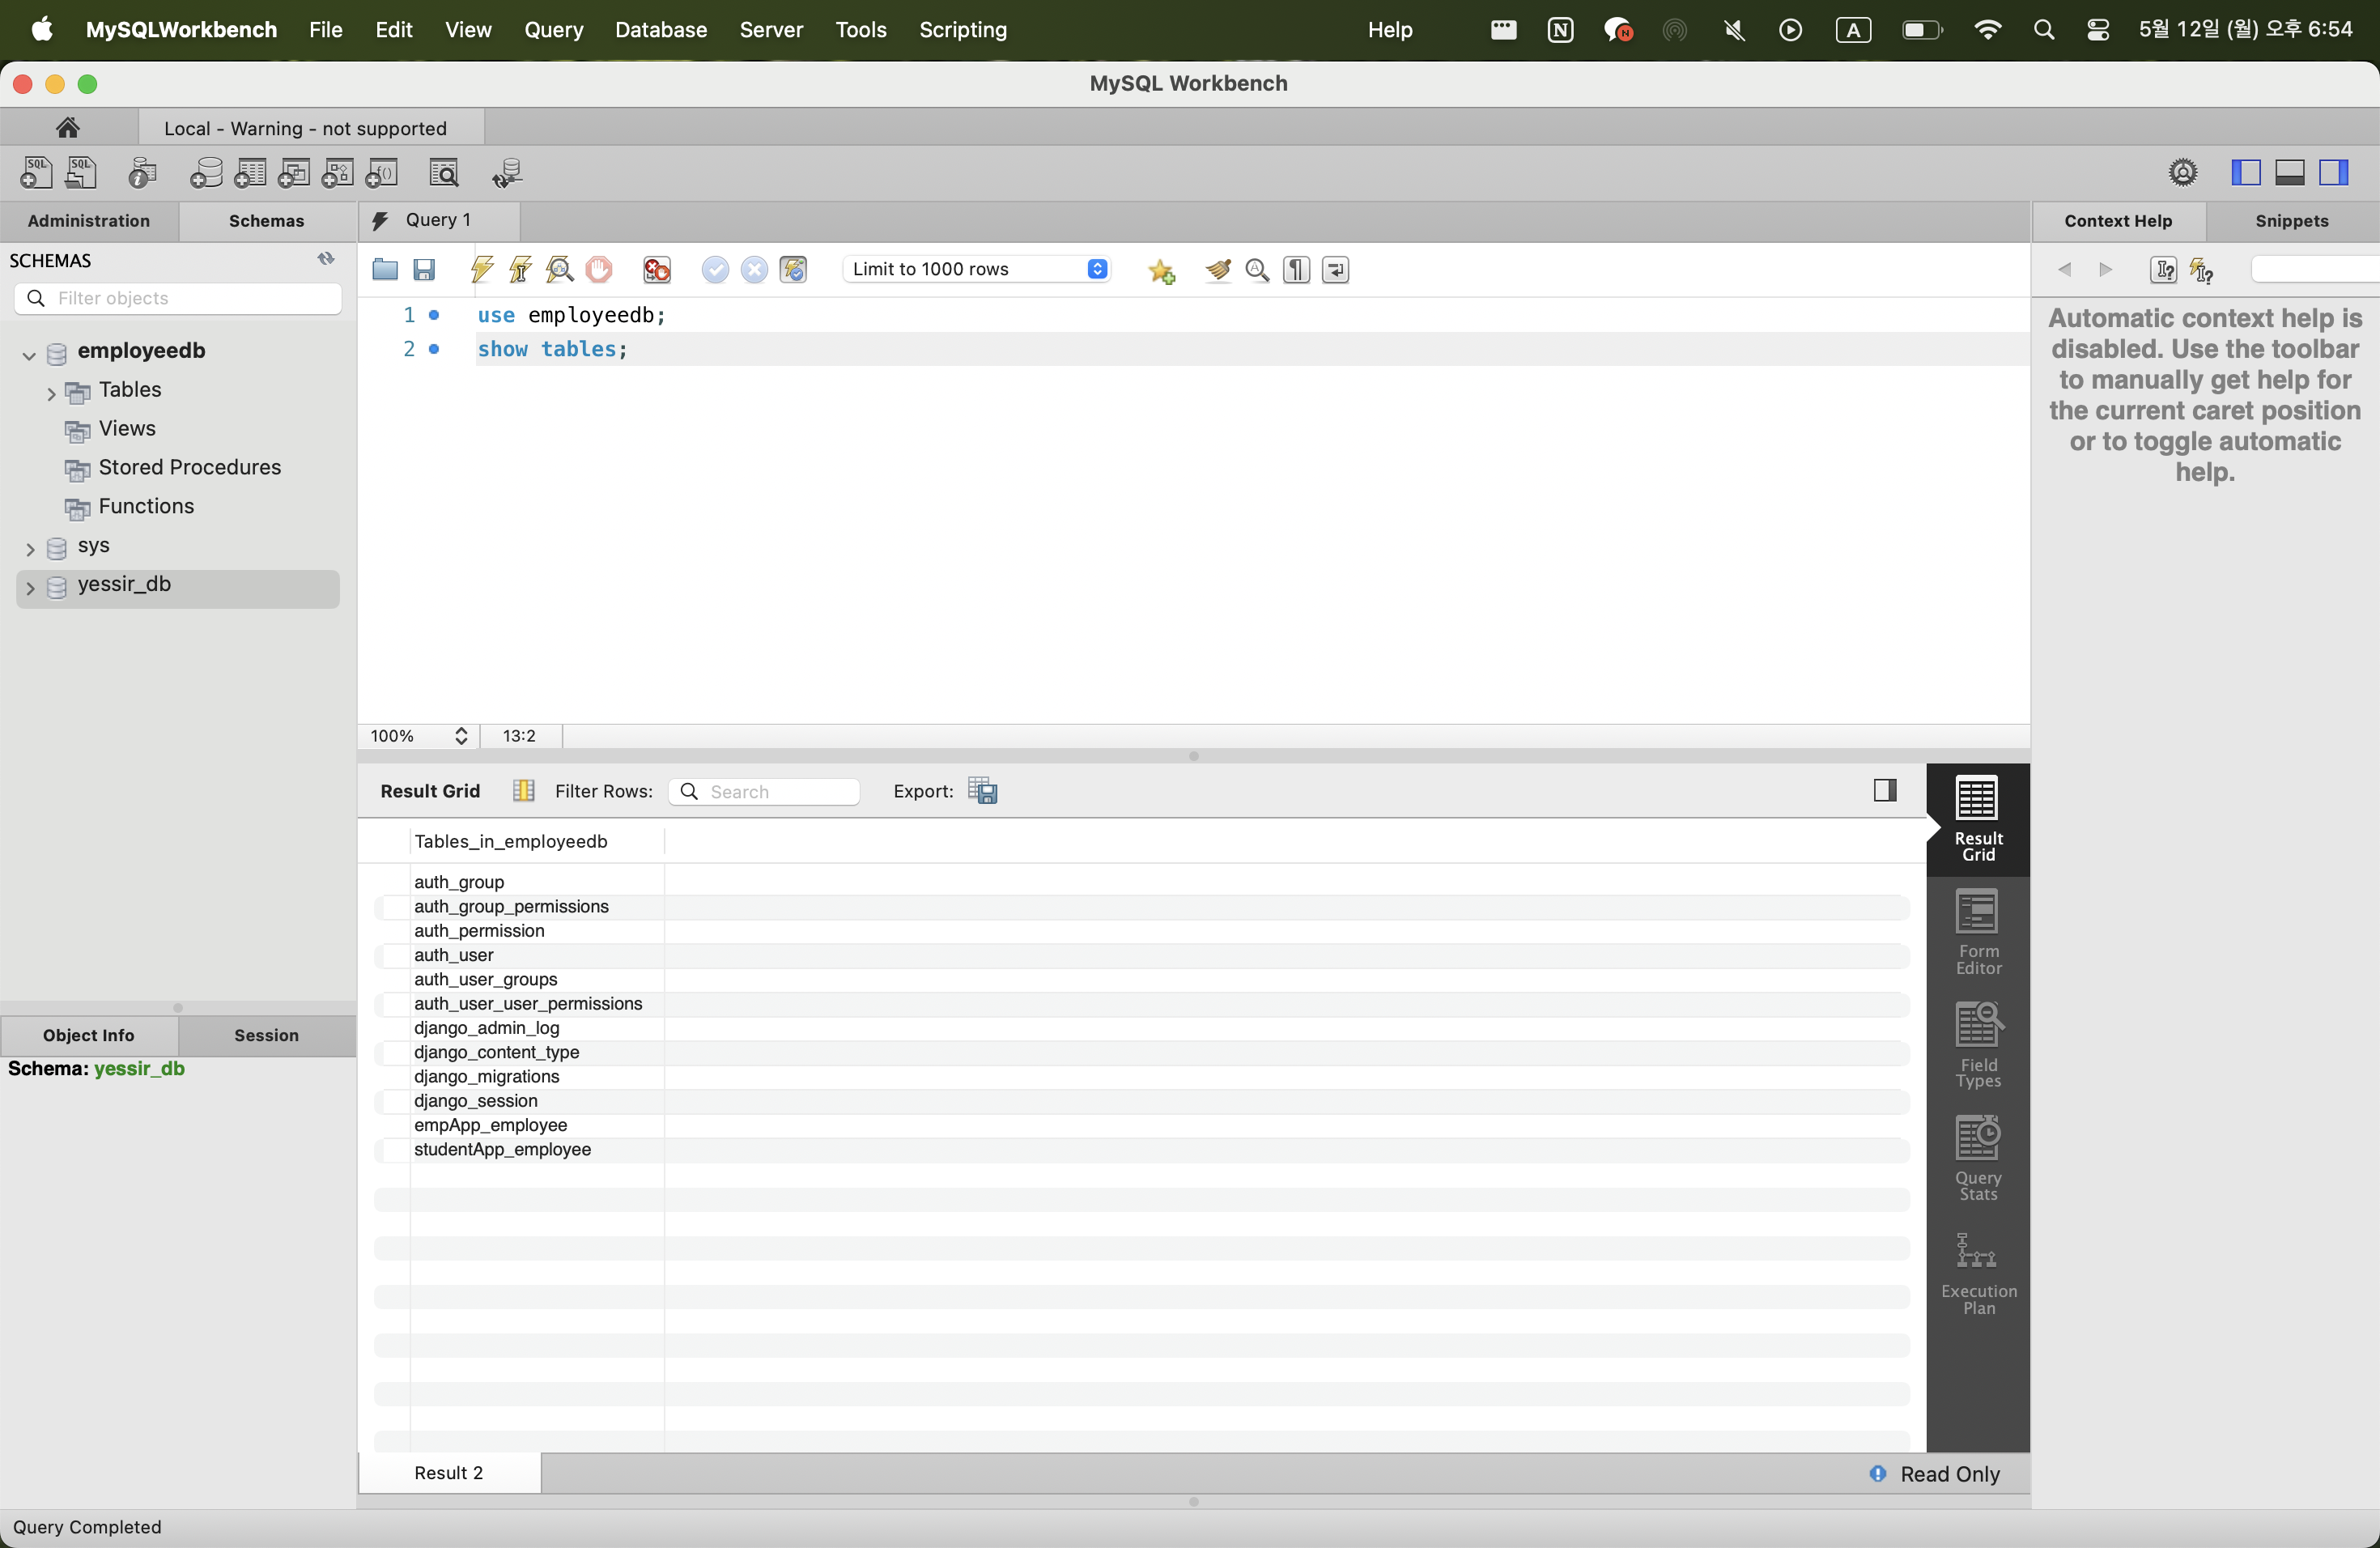 MySQLWorkbench File Edit View Query Database Server Tools Scripting Help N N A 5월 12일 (월) 오후 6:54
MySQL Workbench
Local - Warning - not supported
SQL SQL
Administration Schemas
Query 1
Context Help Snippets
SCHEMAS
Filter objects
employeedb
Tables
Views
Stored Procedures
Functions
sys
yessir_db
Object Info Session
Schema: yessir_db
Limit to 1000 rows
1 use employeedb;
2 show tables;
100% 13:2
Automatic context help is
disabled. Use the toolbar
to manually get help for
the current caret position
or to toggle automatic
help.
Result Grid Filter Rows: Search Export:
Tables_in_employeedb
auth_group
auth_group_permissions
auth_permission
auth_user
auth_user_groups
auth_user_user_permissions
django_admin_log
django_content_type
django_migrations
django_session
empApp_employee
studentApp_employee
Result
Grid
Form
Editor
Field
Types
Query
Stats
Execution
Plan
Result 2 Read Only
Query Completed